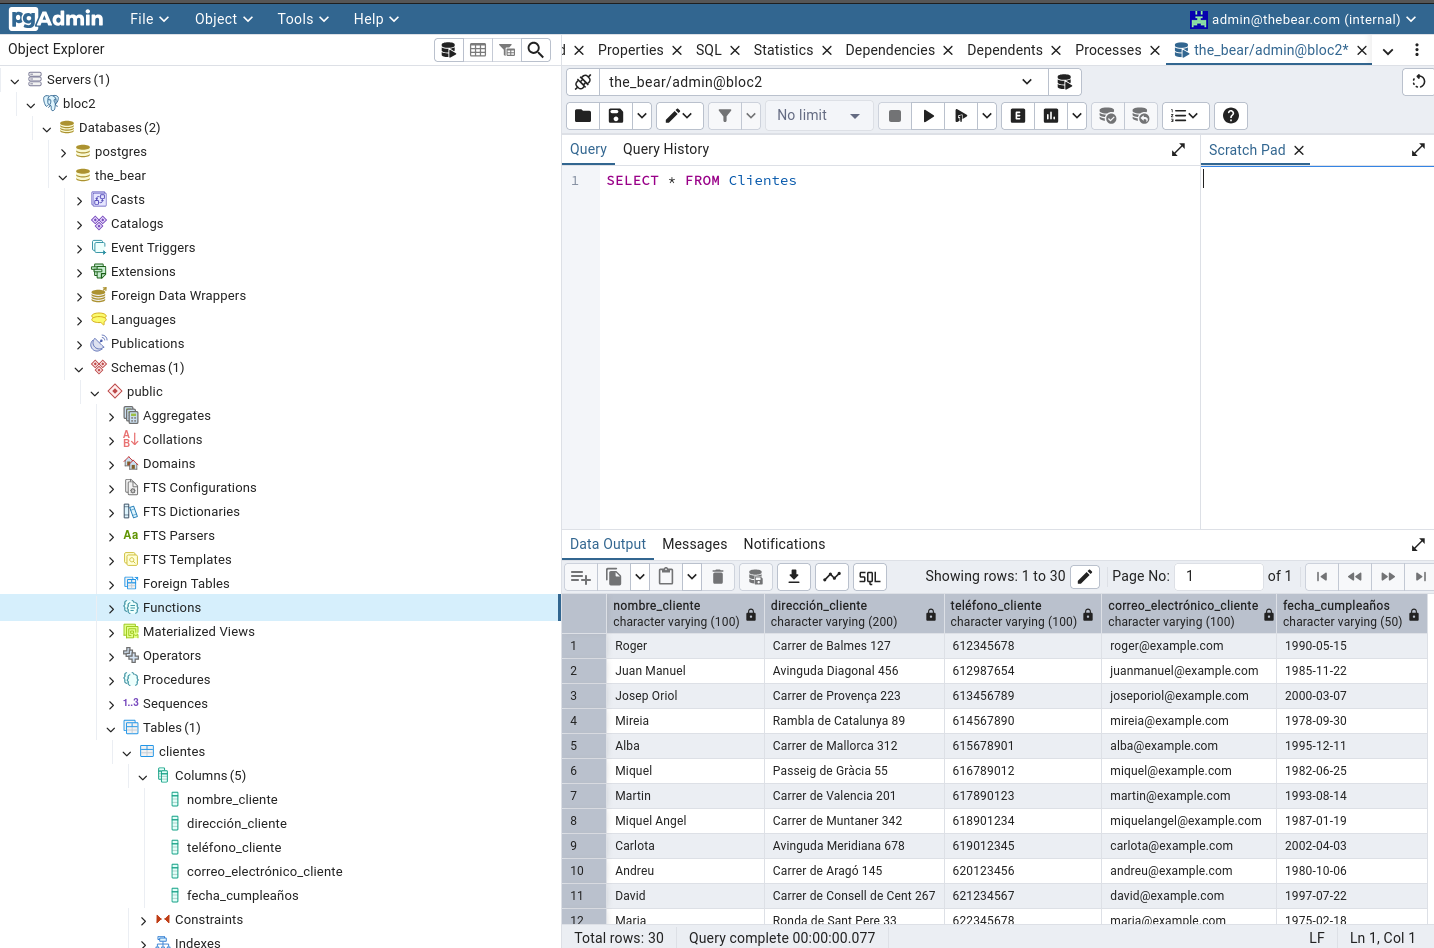 pgAdmin File Object Tools Help admin@thebear.com (internal)
Object Explorer
Properties SQL Statistics Dependencies Dependents Processes the_bear/admin@bloc2*
Servers (1)
bloc2
Databases (2)
postgres
the_bear
Casts
Catalogs
Event Triggers
Extensions
Foreign Data Wrappers
Languages
Publications
Schemas (1)
public
Aggregates
Collations
Domains
FTS Configurations
FTS Dictionaries
Aa FTS Parsers
FTS Templates
Foreign Tables
Functions
Materialized Views
Operators
Procedures
1..3 Sequences
Tables (1)
clientes
Columns (5)
nombre_cliente
dirección_cliente
teléfono_cliente
correo_electrónico_cliente
fecha_cumpleaños
Constraints
Indexes
the_bear/admin@bloc2
No limit E
Query Query History Scratch Pad
1 SELECT * FROM Clientes
Data Output Messages Notifications
SQL Showing rows: 1 to 30 Page No: 1 of 1
nombre_cliente dirección_cliente teléfono_cliente correo_electrónico_cliente fecha_cumpleaños
character varying (100) character varying (200) character varying (100) character varying (100) character varying (50)
1 Roger Carrer de Balmes 127 612345678 roger@example.com 1990-05-15
2 Juan Manuel Avinguda Diagonal 456 612987654 juanmanuel@example.com 1985-11-22
3 Josep Oriol Carrer de Provença 223 613456789 joseporiol@example.com 2000-03-07
4 Mireia Rambla de Catalunya 89 614567890 mireia@example.com 1978-09-30
5 Alba Carrer de Mallorca 312 615678901 alba@example.com 1995-12-11
6 Miquel Passeig de Gràcia 55 616789012 miquel@example.com 1982-06-25
7 Martin Carrer de Valencia 201 617890123 martin@example.com 1993-08-14
8 Miquel Angel Carrer de Muntaner 342 618901234 miquelangel@example.com 1987-01-19
9 Carlota Avinguda Meridiana 678 619012345 carlota@example.com 2002-04-03
10 Andreu Carrer de Aragó 145 620123456 andreu@example.com 1980-10-06
11 David Carrer de Consell de Cent 267 621234567 david@example.com 1997-07-22
12 Maria Ronda de Sant Pere 33 622345678 maria@example.com 1975-02-18
Total rows: 30 Query complete 00:00:00.077 LF Ln 1, Col 1